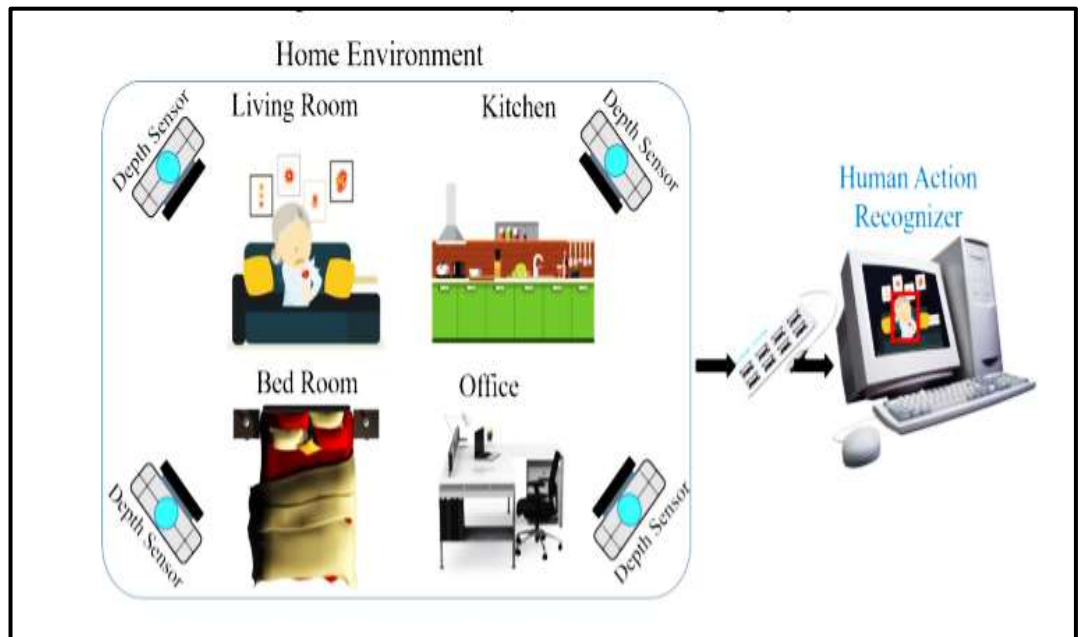 Home Environment
Depth Sensor
Living Room
Kitchen
Depth Sensor
Human Action
Recognizer
Bed Room
Office
Depth Sensor
Depth Sensor